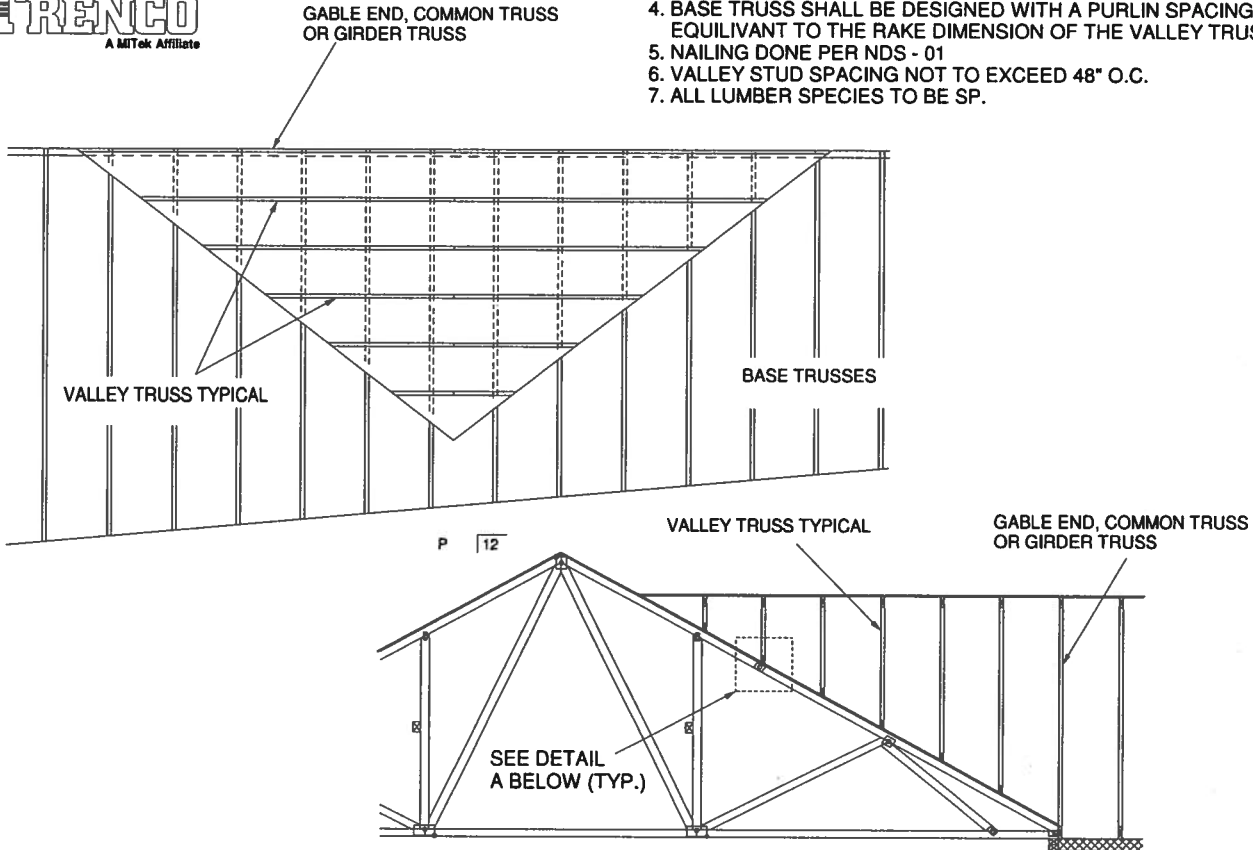 TRENCO
A MiTek Affiliate
GABLE END, COMMON TRUSS
OR GIRDER TRUSS
4. BASE TRUSS SHALL BE DESIGNED WITH A PURLIN SPACING
EQUILIVANT TO THE RAKE DIMENSION OF THE VALLEY TRUS
5. NAILING DONE PER NDS - 01
6. VALLEY STUD SPACING NOT TO EXCEED 48" O.C.
7. ALL LUMBER SPECIES TO BE SP.
VALLEY TRUSS TYPICAL
BASE TRUSSES
P 12
VALLEY TRUSS TYPICAL
GABLE END, COMMON TRUSS
OR GIRDER TRUSS
SEE DETAIL
A BELOW (TYP.)